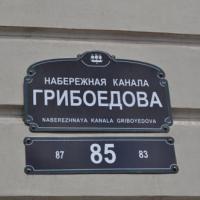 НАБЕРЕЖНАЯ КАНАЛА
ГРИБОЕДОВА
NABEREZHNAYA KANALA GRIBOYEDOVA
87 85 83